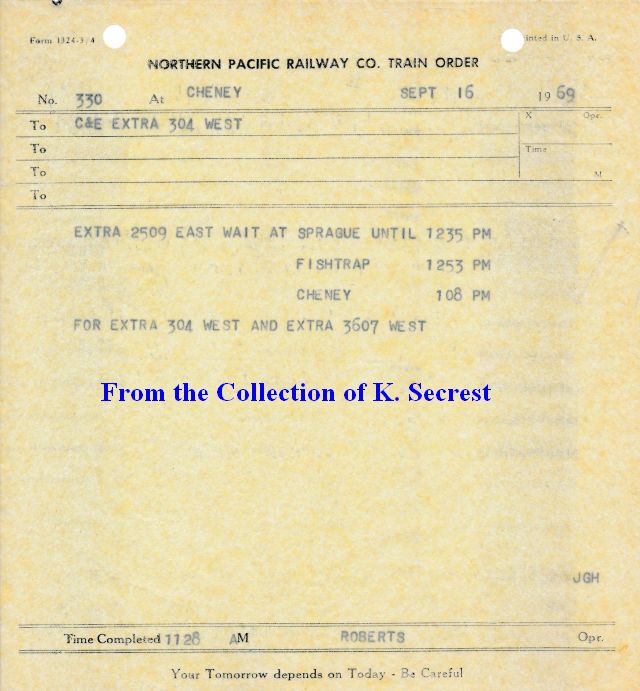 Form 1324-3/4
Printed in U. S. A.
NORTHERN PACIFIC RAILWAY CO. TRAIN ORDER
No. 330 At CHENEY SEPT 16 1969
To C&E EXTRA 304 WEST X Opr.
To
Time
To M
To
EXTRA 2509 EAST WAIT AT SPRAGUE UNTIL 1235 PM
FISHTRAP 1253 PM
CHENEY 108 PM
FOR EXTRA 304 WEST AND EXTRA 3607 WEST
From the Collection of K. Secrest
JGH
Time Completed 1128 AM ROBERTS Opr.
Your Tomorrow depends on Today - Be Careful